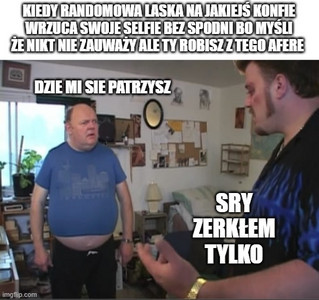 KIEDY RANDOMOWA LASKA NA JAKIEJŚ KONFIE
WRZUCA SWOJE SELFIE BEZ SPODNI BO MYŚLI
ŻE NIKT NIE ZAUWAŻY ALE TY ROBISZ Z TEGO AFERE
DZIE MI SIE PATRZYSZ
SRY
ZERKŁEM
TYLKO
imgflip.com